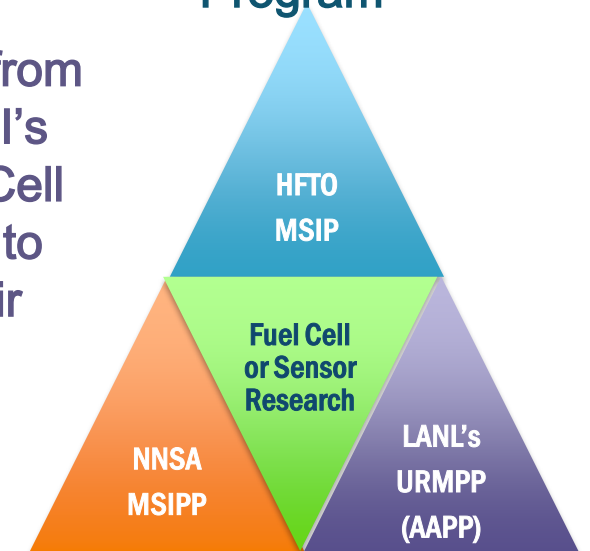 Program
from
l's
Cell
to
ir
HFTO
MSIP
Fuel Cell
or Sensor
Research
NNSA
MSIPP
LANL's
URMPP
(AAPP)